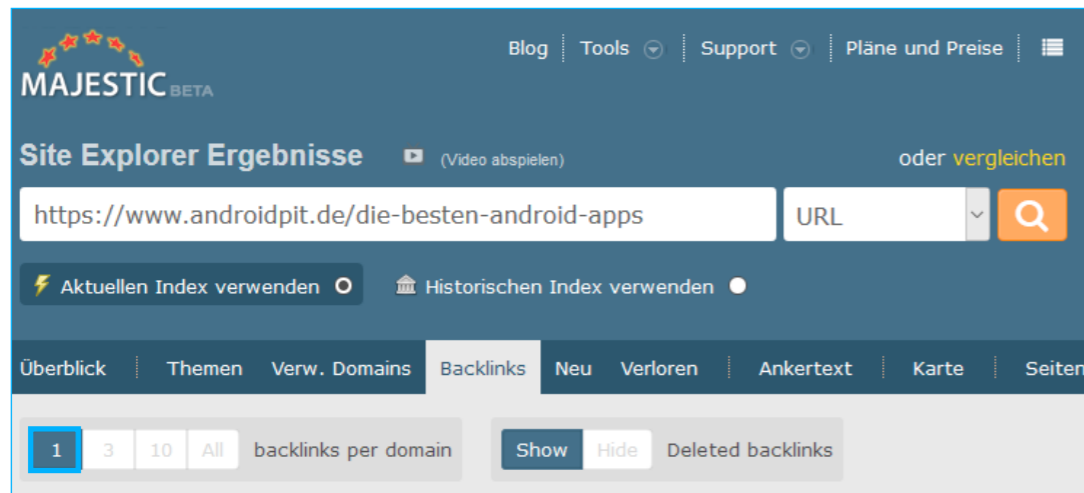 Blog Tools Support Pläne und Preise
MAJESTIC BETA
Site Explorer Ergebnisse (Video abspielen) oder vergleichen
https://www.androidpit.de/die-besten-android-apps URL
Aktuellen Index verwenden Historischen Index verwenden
Überblick Themen Verw. Domains Backlinks Neu Verloren Ankertext Karte Seiten
1 3 10 All backlinks per domain Show Hide Deleted backlinks